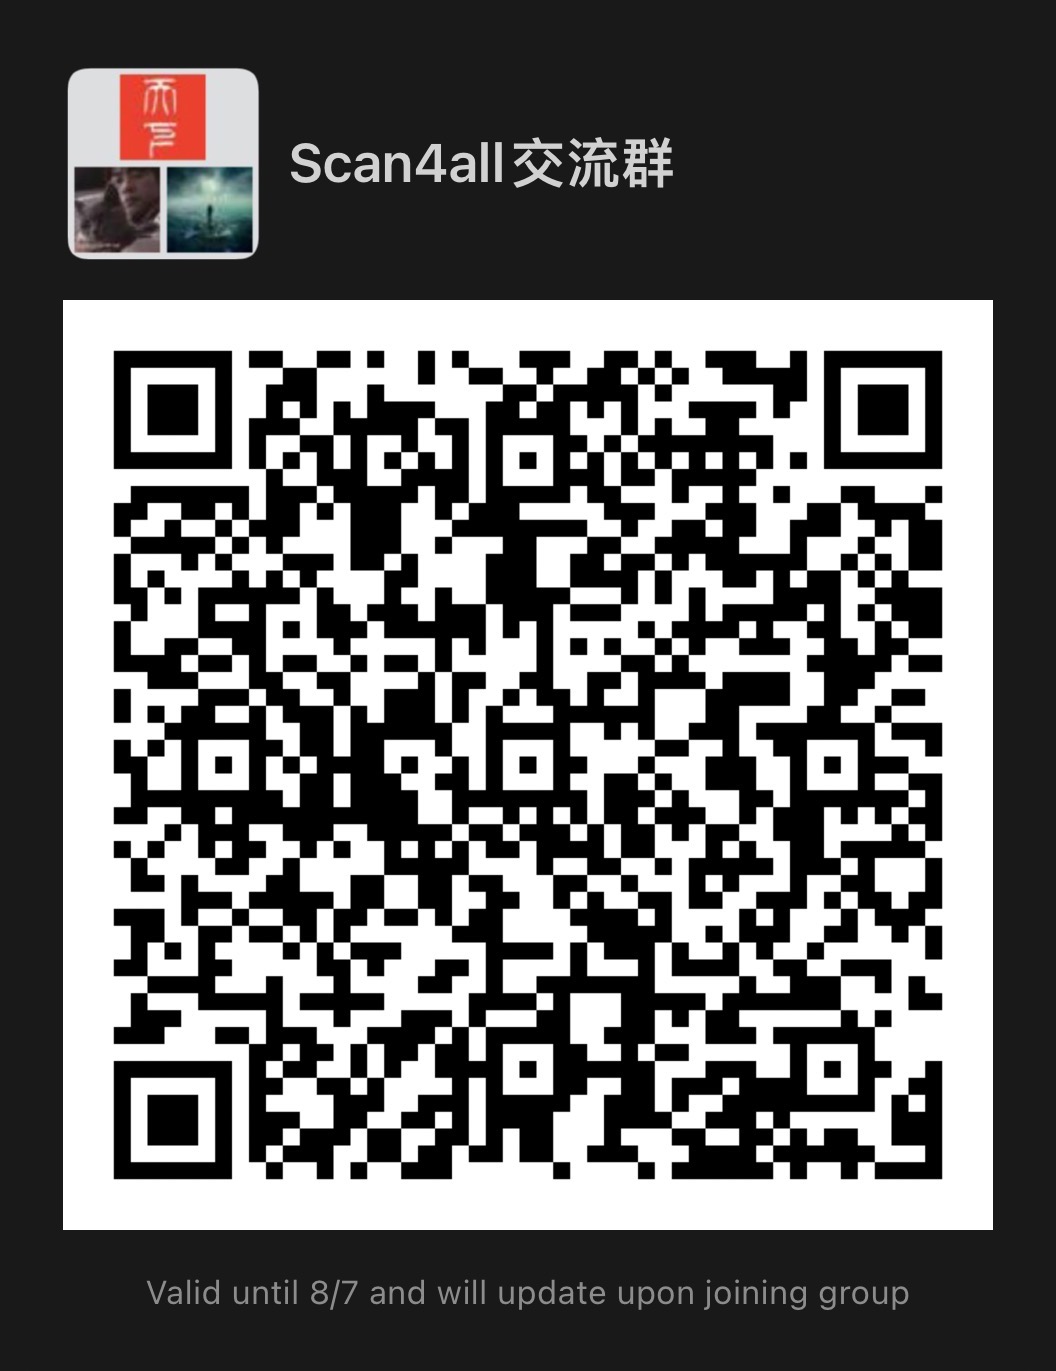 Scan4all交流群
Valid until 8/7 and will update upon joining group